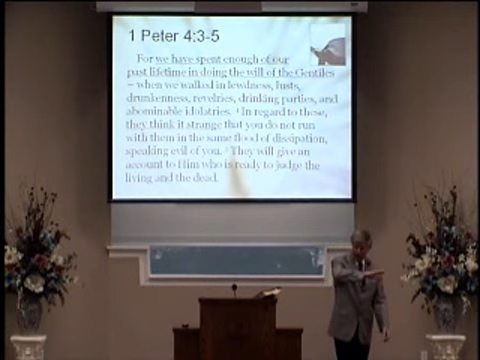 1 Peter 4:3-5
For we have spent enough of our
past lifetime in doing the will of the Gentiles
– when we walked in lewdness, lusts,
drunkenness, revelries, drinking parties, and
abominable idolatries. 4 In regard to these,
they think it strange that you do not run
with them in the same flood of dissipation,
speaking evil of you. 5 They will give an
account to Him who is ready to judge the
living and the dead.